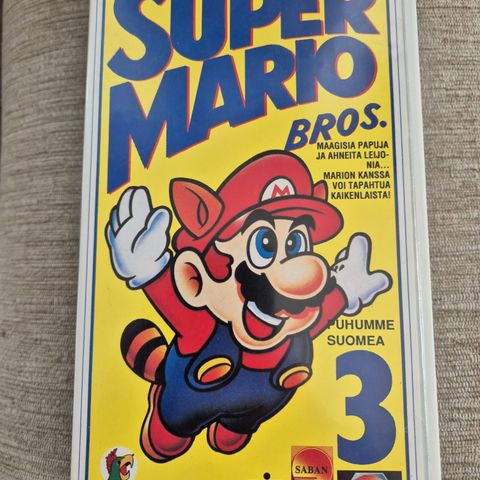 SUPER
MARIO
BROS.
MAAGISIA PAPUJA
JA AHNEITA LEIJO-
NIA...
MARION KANSSA
VOI TAPAHTUA
KAIKENLAISTA!
M
PUHUMME
SUOMEA
3
SABAN